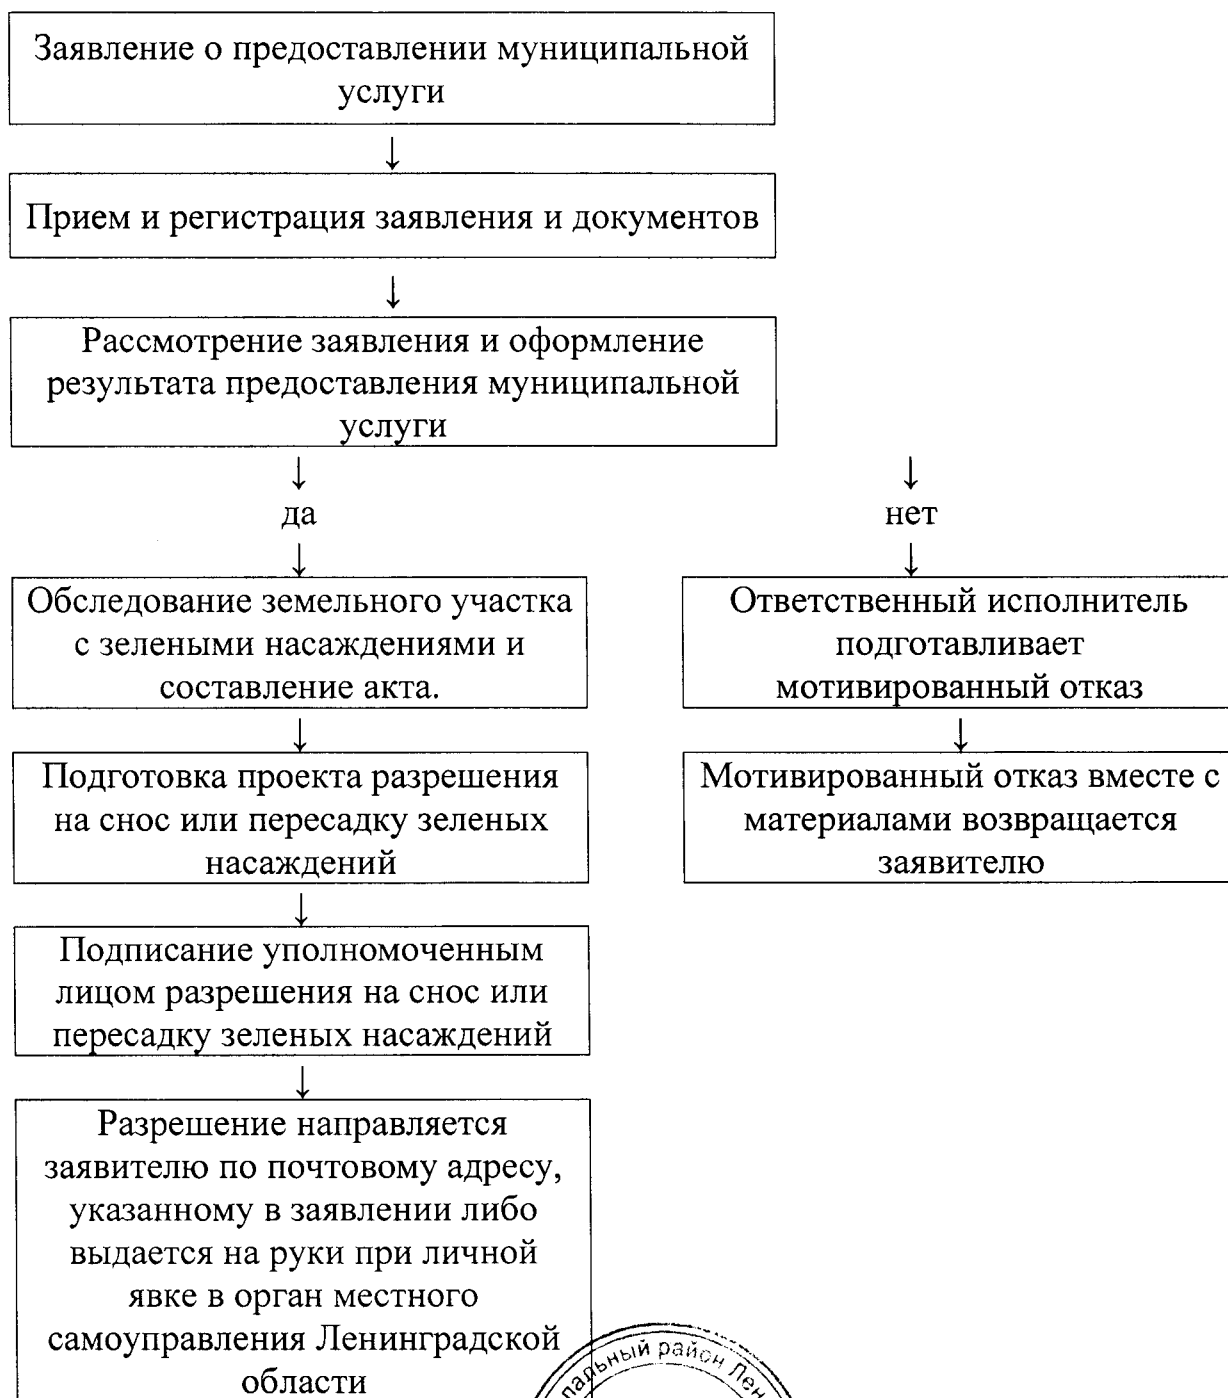 Заявление о предоставлении муниципальной
услуги
↓
Прием и регистрация заявления и документов
↓
Рассмотрение заявления и оформление
результата предоставления муниципальной
услуги
↓ ↓
да нет
↓ ↓
Обследование земельного участка
с зелеными насаждениями и
составление акта.
Ответственный исполнитель
подготавливает
мотивированный отказ
↓ ↓
Подготовка проекта разрешения
на снос или пересадку зеленых
насаждений
Мотивированный отказ вместе с
материалами возвращается
заявителю
↓
Подписание уполномоченным
лицом разрешения на снос или
пересадку зеленых насаждений
↓
Разрешение направляется
заявителю по почтовому адресу,
указанному в заявлении либо
выдается на руки при личной
явке в орган местного
самоуправления Ленинградской
области
район